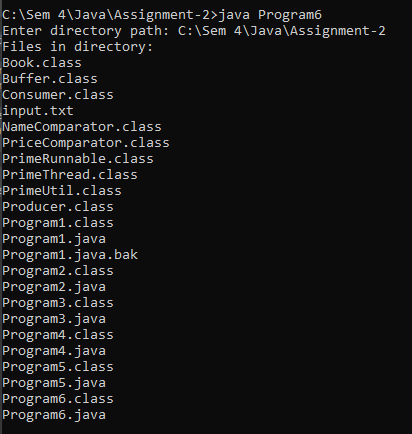 C:\Sem 4\Java\Assignment-2>java Program6
Enter directory path: C:\Sem 4\Java\Assignment-2
Files in directory:
Book.class
Buffer.class
Consumer.class
input.txt
NameComparator.class
PriceComparator.class
PrimeRunnable.class
PrimeThread.class
PrimeUtil.class
Producer.class
Program1.class
Program1.java
Program1.java.bak
Program2.class
Program2.java
Program3.class
Program3.java
Program4.class
Program4.java
Program5.class
Program5.java
Program6.class
Program6.java